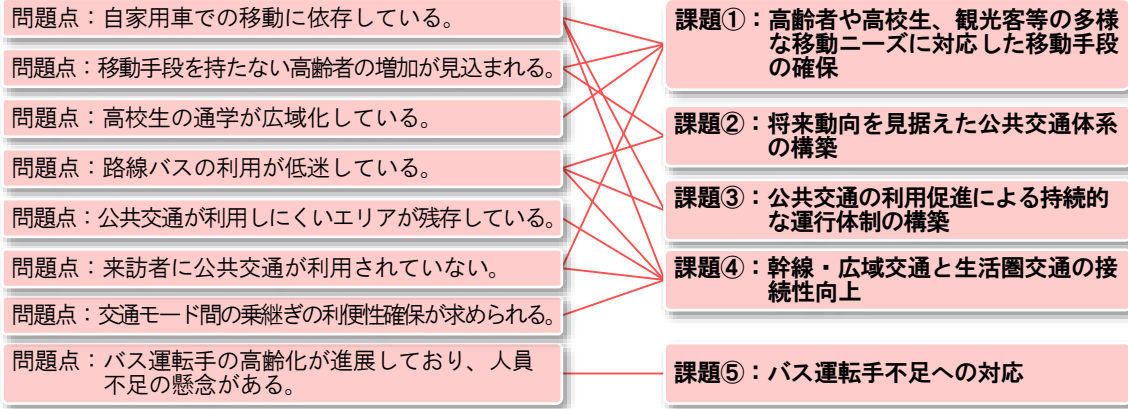 問題点：自家用車での移動に依存している。
問題点：移動手段を持たない高齢者の増加が見込まれる。
問題点：高校生の通学が広域化している。
問題点：路線バスの利用が低迷している。
問題点：公共交通が利用しにくいエリアが残存している。
問題点：来訪者に公共交通が利用されていない。
問題点：交通モード間の乗継ぎの利便性確保が求められる。
問題点：バス運転手の高齢化が進展しており、人員
不足の懸念がある。
課題①：高齢者や高校生、観光客等の多様
な移動ニーズに対応した移動手段
の確保
課題②：将来動向を見据えた公共交通体系
の構築
課題③：公共交通の利用促進による持続的
な運行体制の構築
課題④：幹線・広域交通と生活圏交通の接
続性向上
課題⑤：バス運転手不足への対応